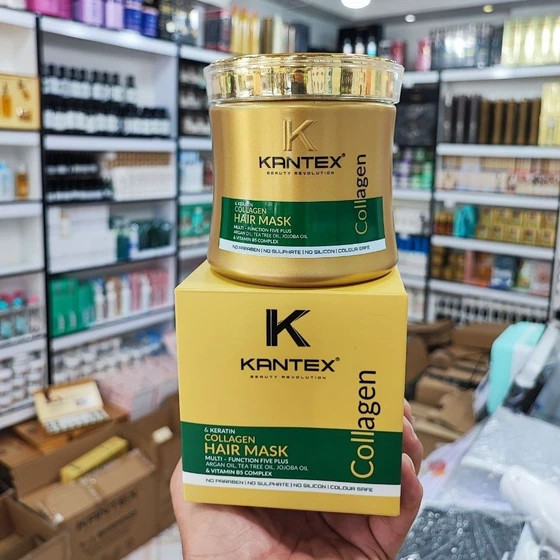 K
KANTEX®
BEAUTY REVOLUTION
Collagen
& KERATIN
COLLAGEN
HAIR MASK
MULTI - FUNCTION FIVE PLUS
ARGAN OIL, TEA TREE OIL, JOJOBA OIL
& VITAMIN B5 COMPLEX
NO PARABEN | NO SULPHATE | NO SILICON | COLOUR SAFE
K
KANTEX®
BEAUTY REVOLUTION
Collagen
& KERATIN
COLLAGEN
HAIR MASK
MULTI - FUNCTION FIVE PLUS
ARGAN OIL, TEA TREE OIL, JOJOBA OIL
& VITAMIN B5 COMPLEX
NO PARABEN | NO SULPHATE | NO SILICON | COLOUR SAFE
KANTEX